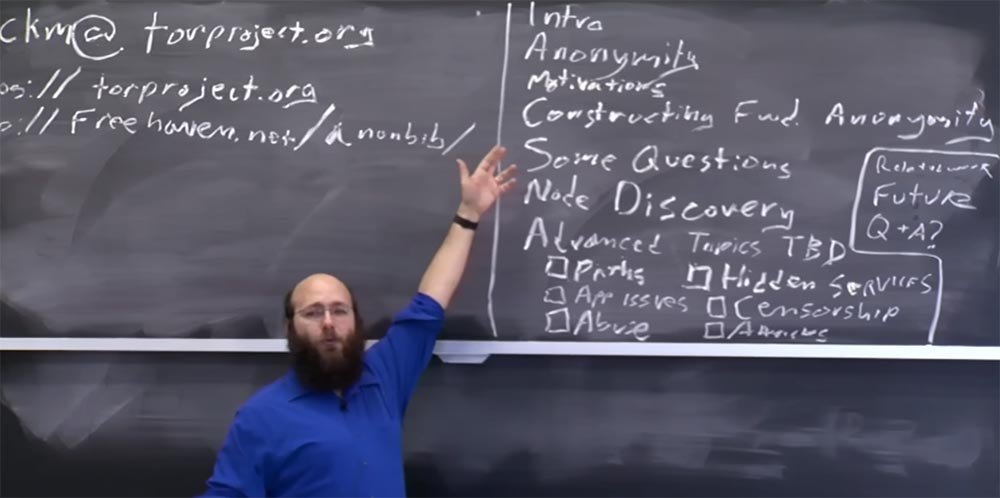 ckm@torproject.org
ps:// torproject.org
p:// Freehaven.net/anonbib/
Intro
Anonymity
Motivations
Constructing Fwd. Anonymity
Some Questions
Node Discovery
Advanced Topics TBD
□ Paths □ Hidden Services
□ App issues □ Censorship
□ Abuse □ Attacks
Related work
Future
Q+A?